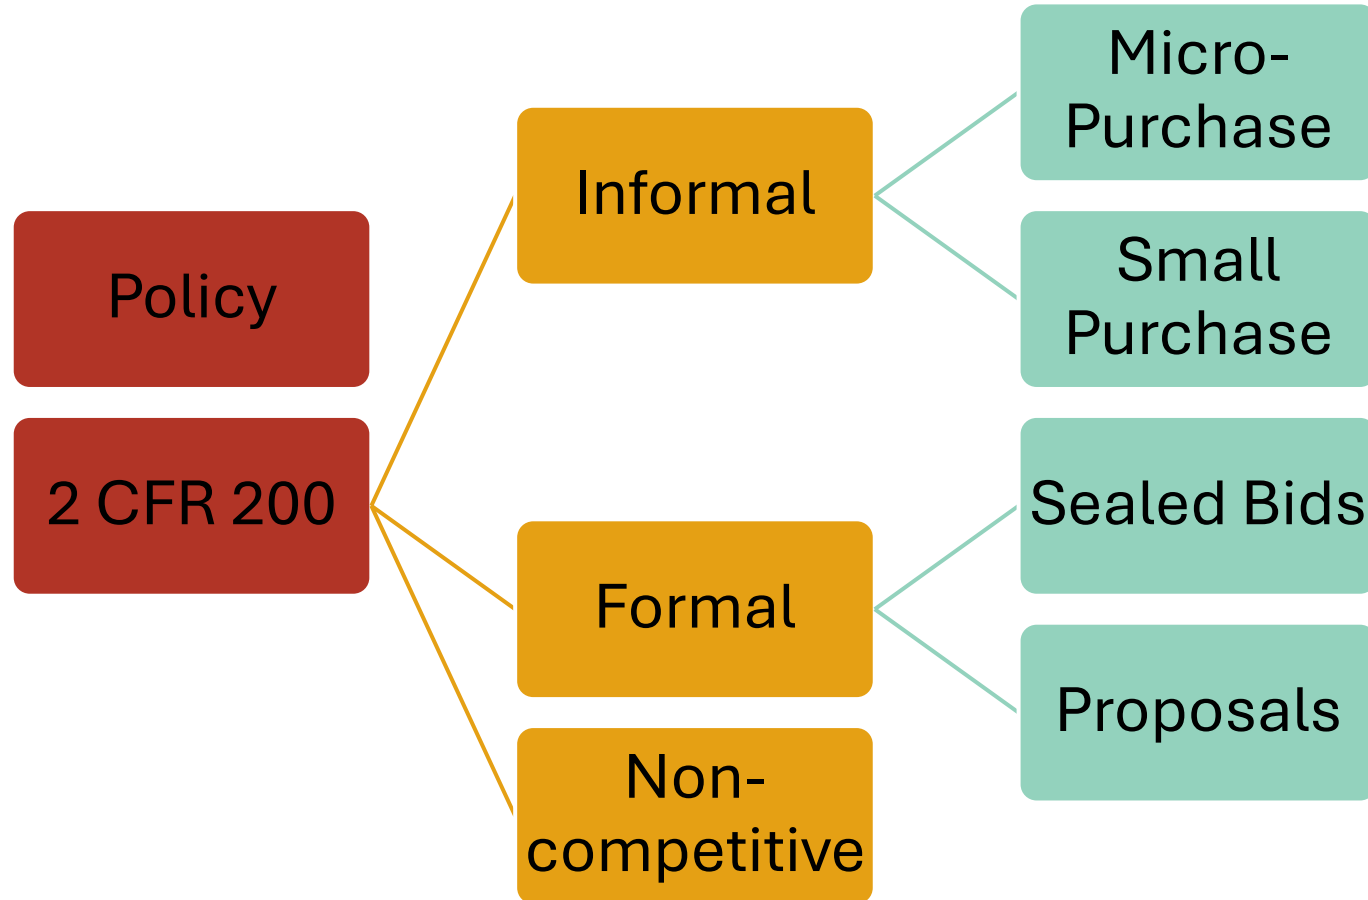 Policy
2 CFR 200
Informal
Formal
Non-
competitive
Micro-
Purchase
Small
Purchase
Sealed Bids
Proposals